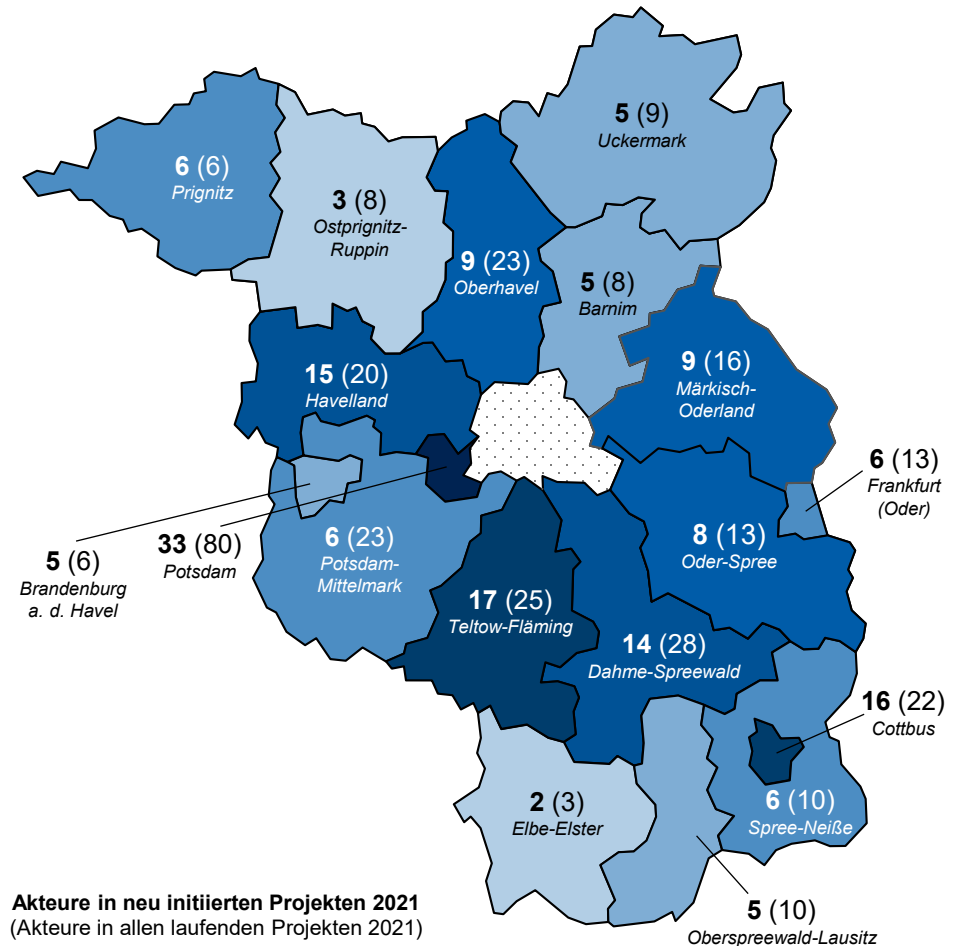 5 (9)
Uckermark
6 (6)
Prignitz
3 (8)
Ostprignitz-
Ruppin
9 (23)
Oberhavel
5 (8)
Barnim
15 (20)
Havelland
9 (16)
Märkisch-
Oderland
6 (13)
Frankfurt
(Oder)
5 (6)
Brandenburg
a. d. Havel
33 (80)
Potsdam
6 (23)
Potsdam-
Mittelmark
8 (13)
Oder-Spree
17 (25)
Teltow-Fläming
14 (28)
Dahme-Spreewald
16 (22)
Cottbus
2 (3)
Elbe-Elster
6 (10)
Spree-Neiße
5 (10)
Oberspreewald-Lausitz
Akteure in neu initiierten Projekten 2021
(Akteure in allen laufenden Projekten 2021)